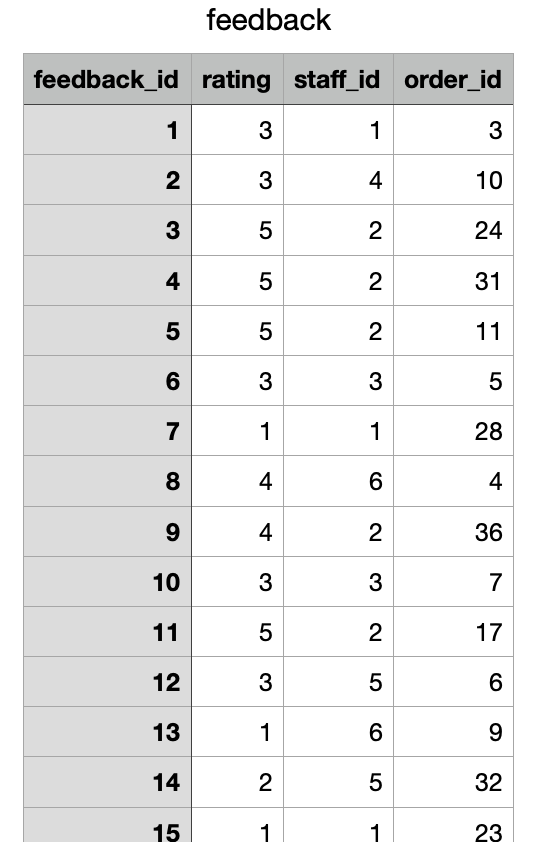 feedback
feedback_id rating staff_id order_id
1 3 1 3
2 3 4 10
3 5 2 24
4 5 2 31
5 5 2 11
6 3 3 5
7 1 1 28
8 4 6 4
9 4 2 36
10 3 3 7
11 5 2 17
12 3 5 6
13 1 6 9
14 2 5 32
15 1 1 23